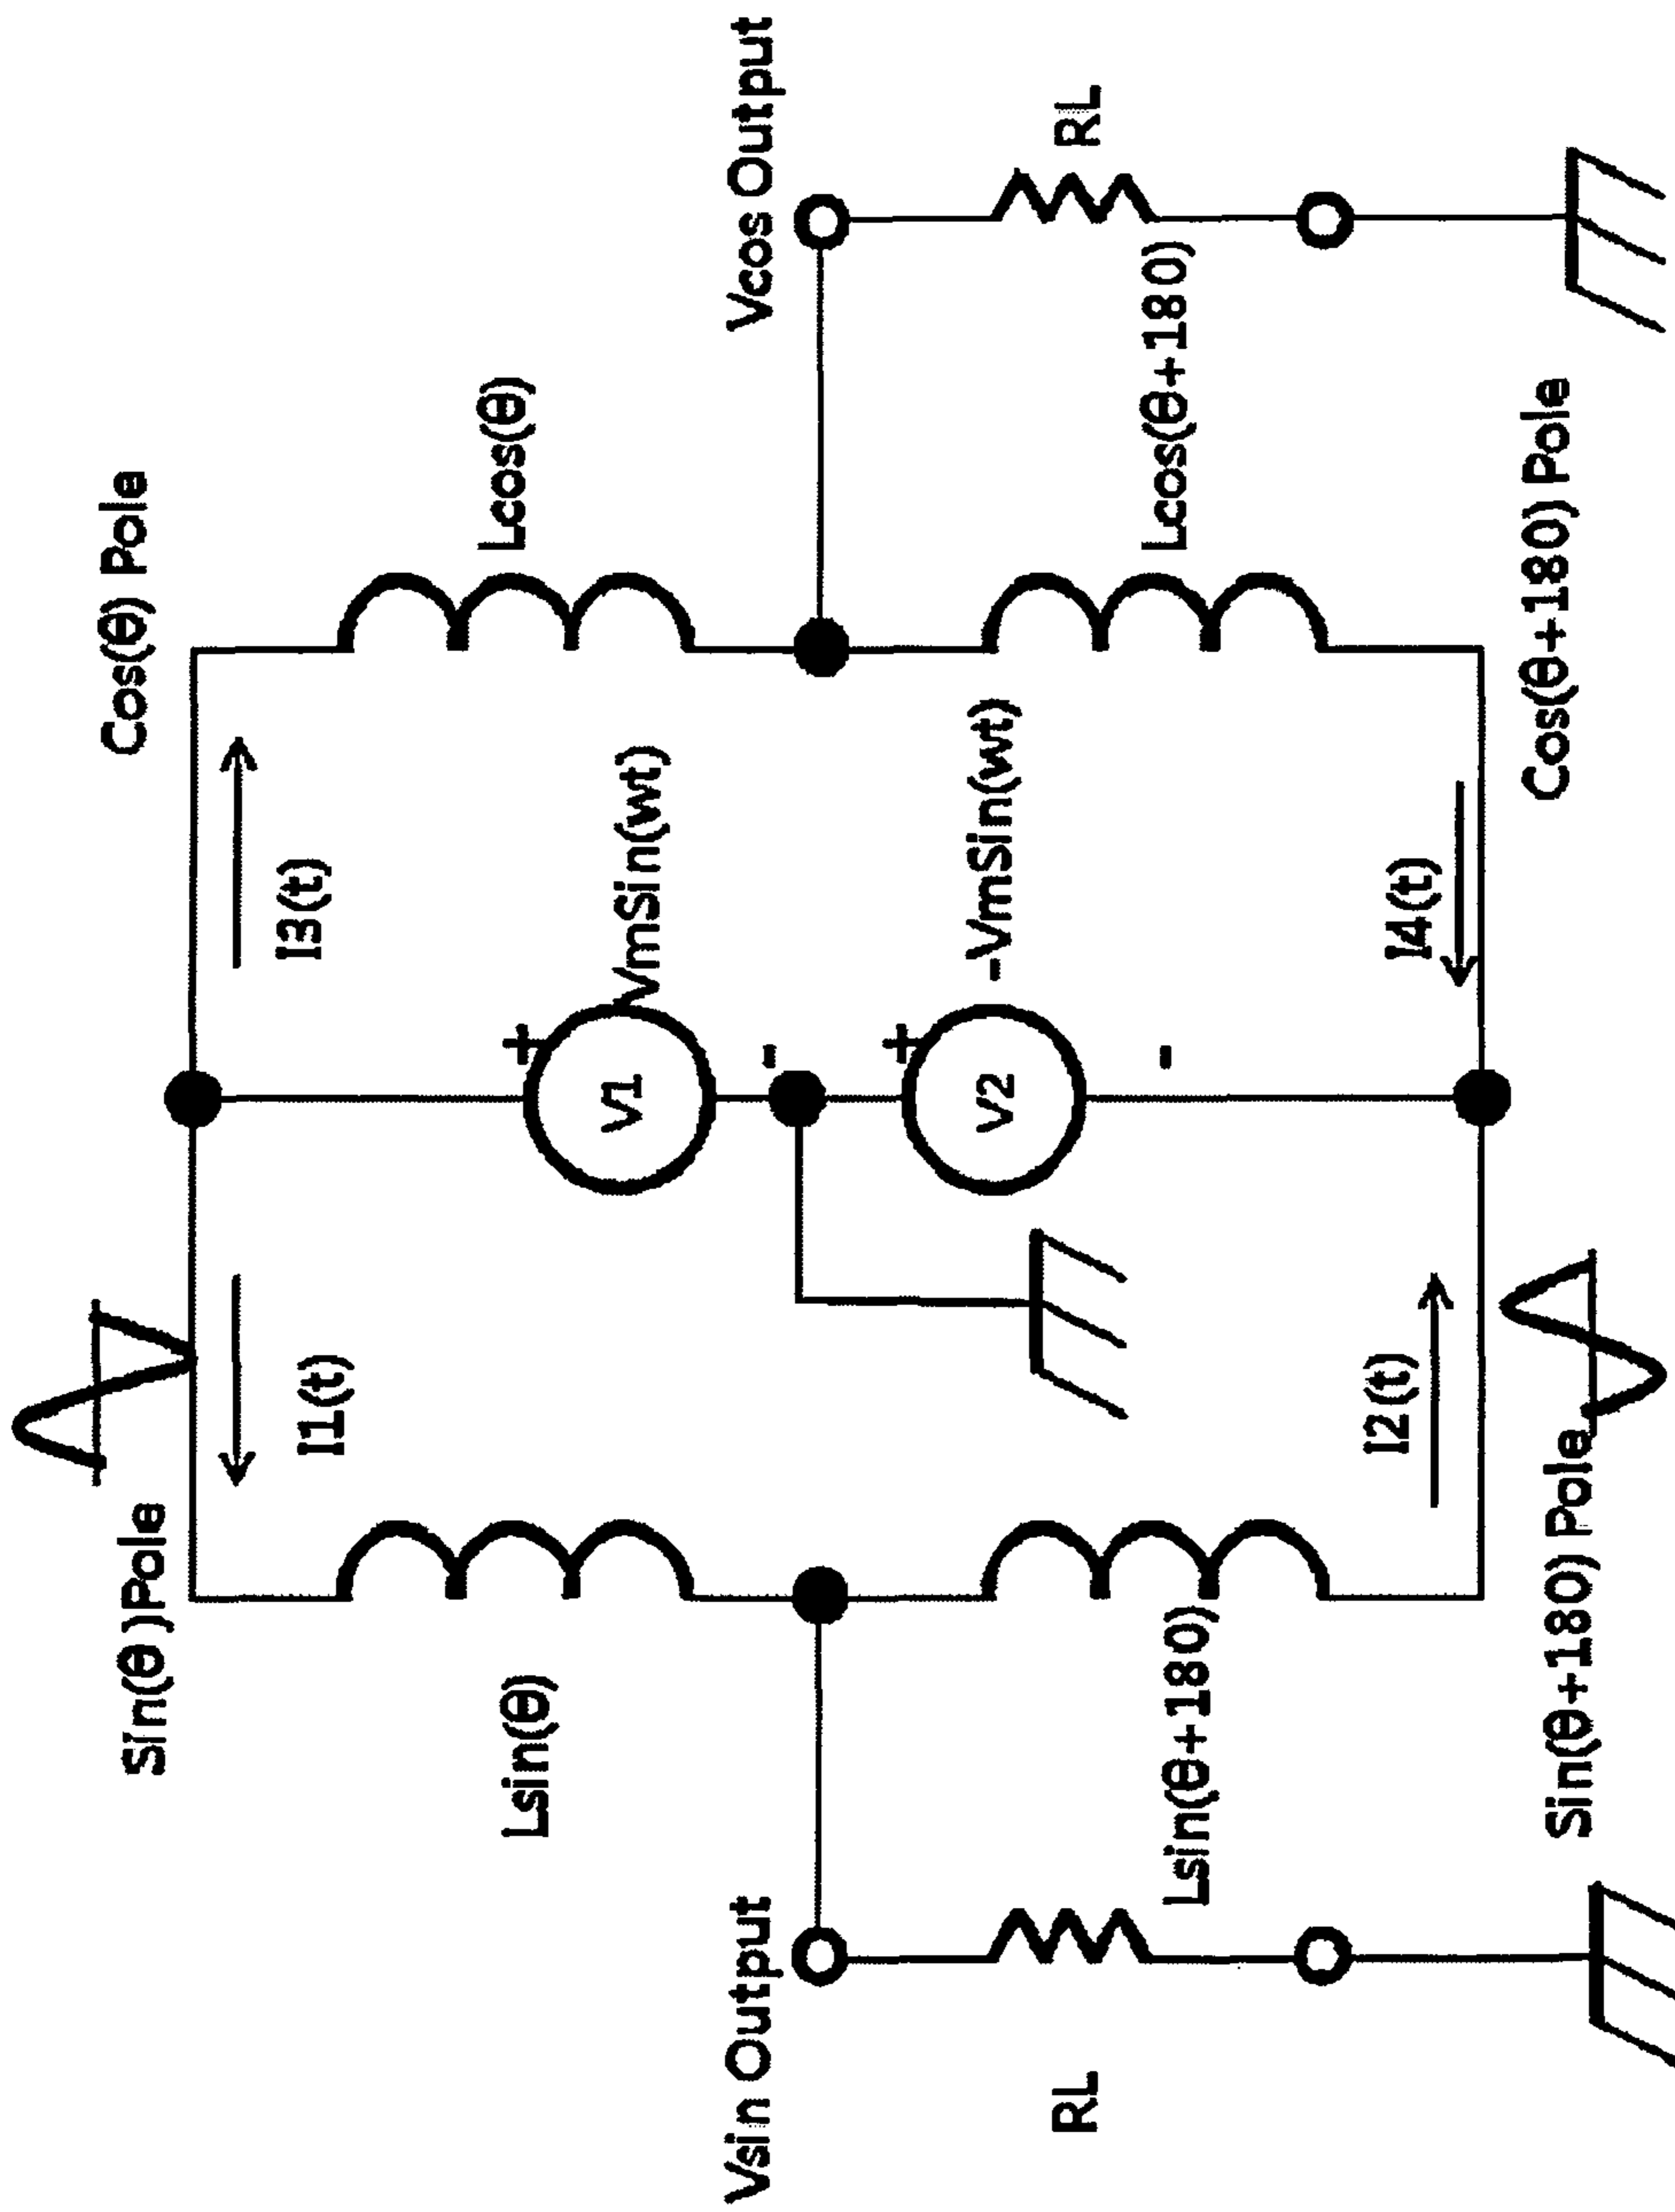 Sin(θ)Pole
Cos(θ) Pole
I1(t)
I3(t)
Lsin(θ)
Lcos(θ)
+
V1
VmSin(wt)
-
Vsin Output
Vcos Output
+
V2
-VmSin(wt)
-
RL
RL
Lsin(θ+180)
Lcos(θ+180)
I2(t)
I4(t)
Sin(θ+180) Pole
Cos(θ+180) Pole